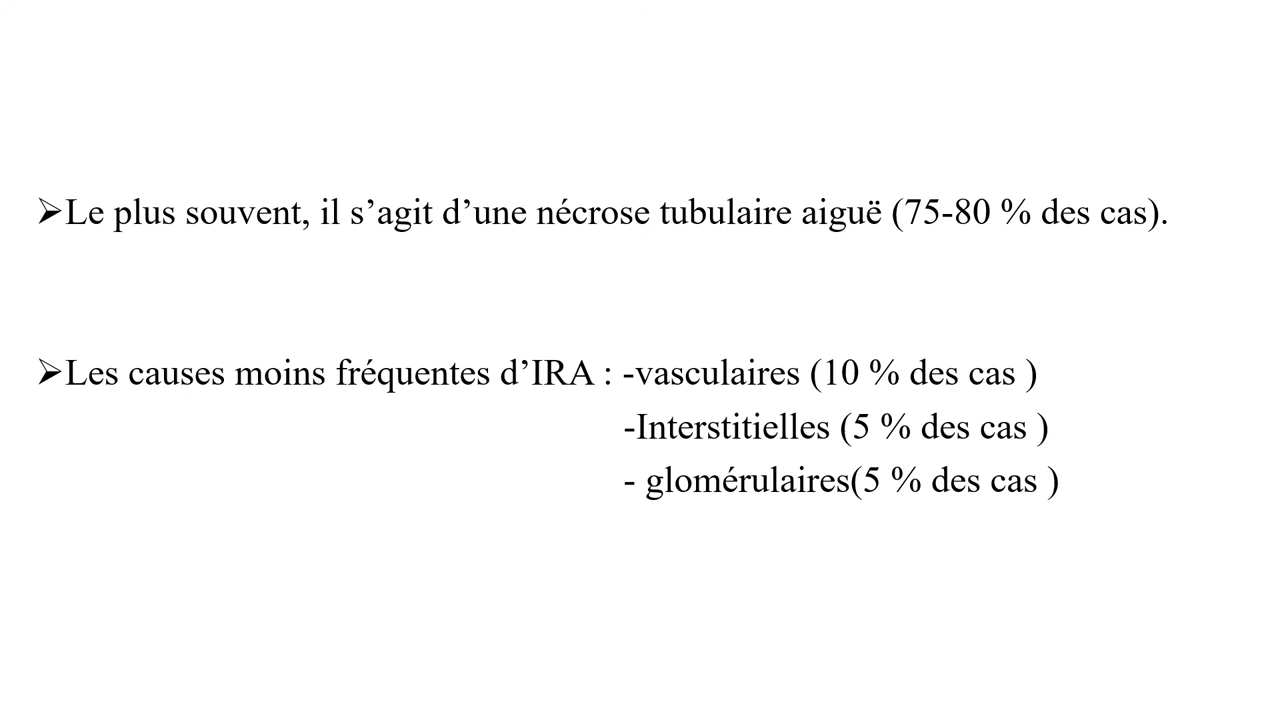 ➢Le plus souvent, il s’agit d’une nécrose tubulaire aiguë (75-80 % des cas).
➢Les causes moins fréquentes d’IRA : -vasculaires (10 % des cas )
-Interstitielles (5 % des cas )
- glomérulaires(5 % des cas )